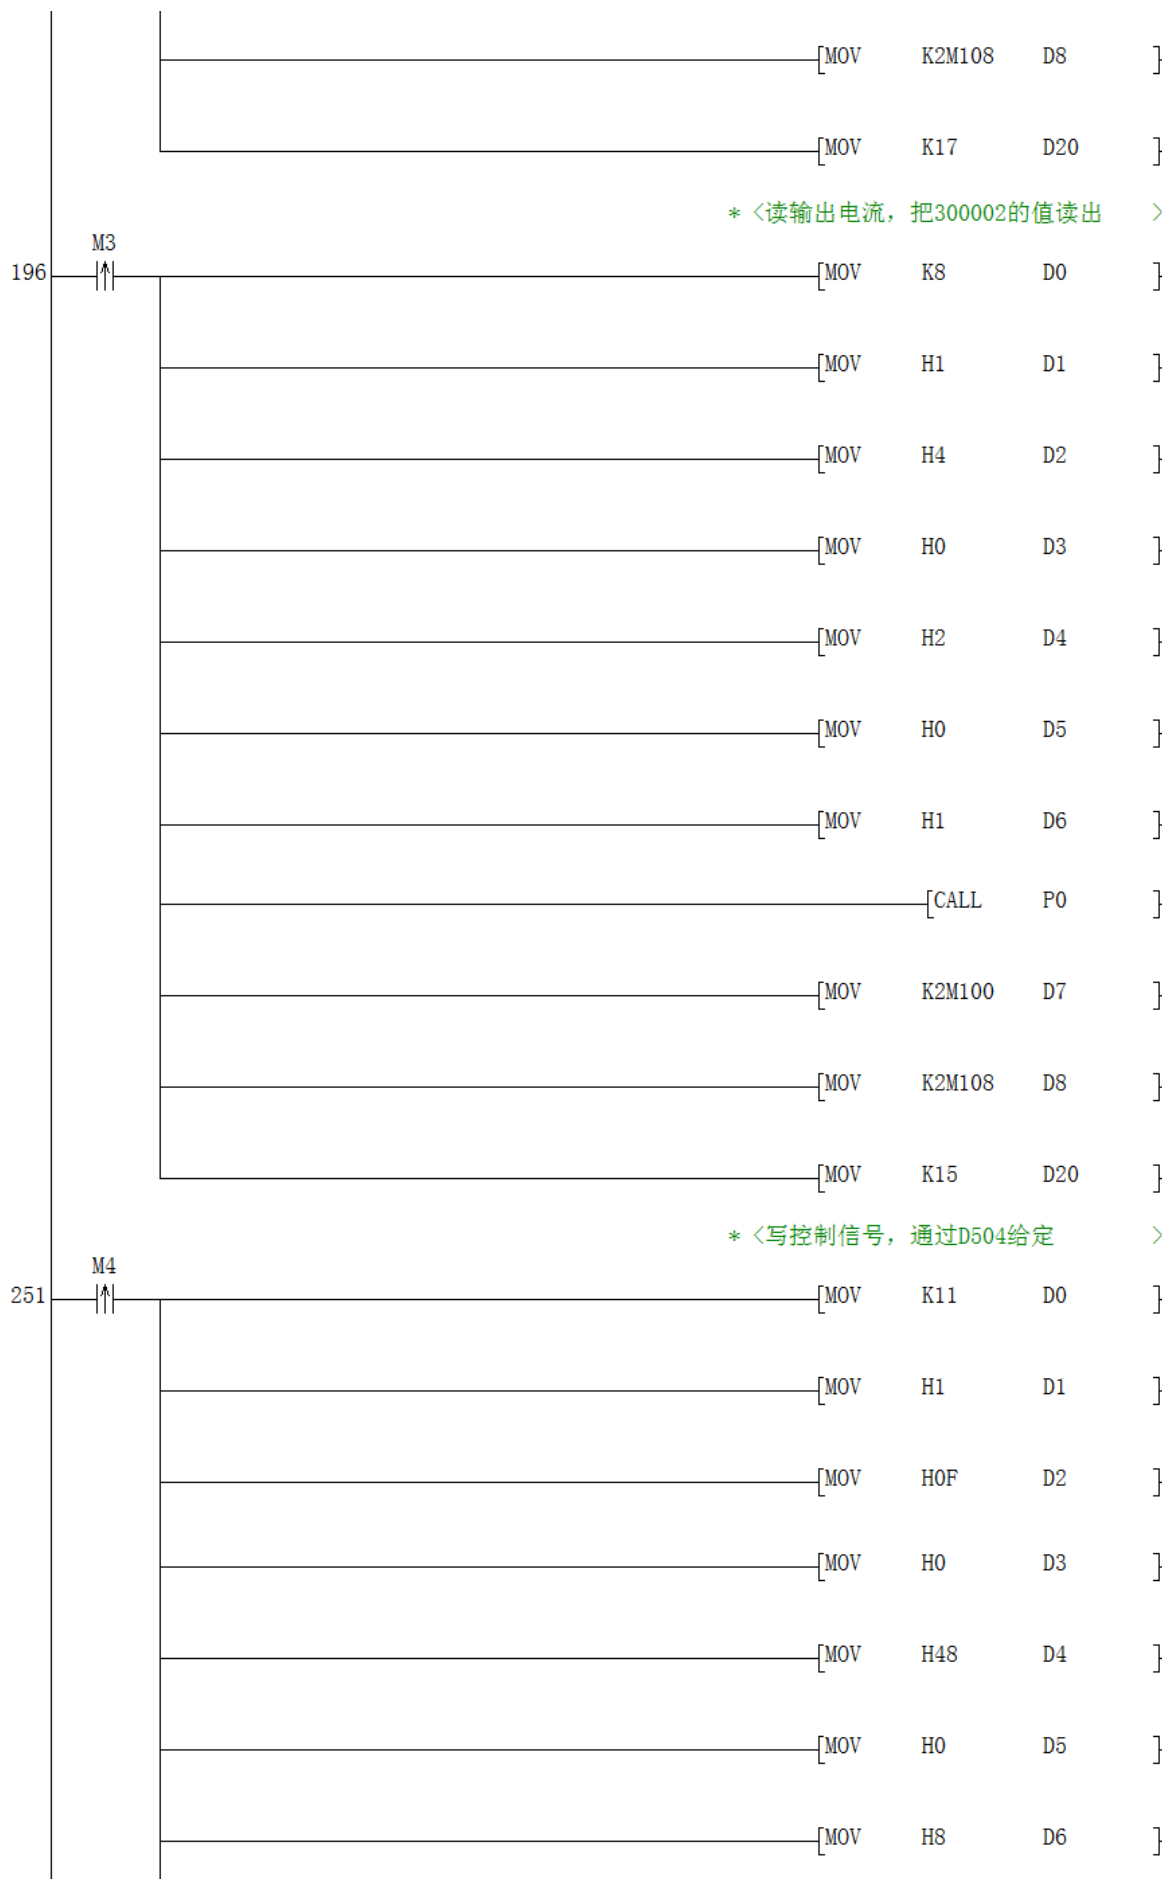 [MOV K2M108 D8 ]
[MOV K17 D20 ]
* <读输出电流，把300002的值读出 >
M3
196 [MOV K8 D0 ]
[MOV H1 D1 ]
[MOV H4 D2 ]
[MOV H0 D3 ]
[MOV H2 D4 ]
[MOV H0 D5 ]
[MOV H1 D6 ]
[CALL P0 ]
[MOV K2M100 D7 ]
[MOV K2M108 D8 ]
[MOV K15 D20 ]
* <写控制信号，通过D504给定 >
M4
251 [MOV K11 D0 ]
[MOV H1 D1 ]
[MOV H0F D2 ]
[MOV H0 D3 ]
[MOV H48 D4 ]
[MOV H0 D5 ]
[MOV H8 D6 ]